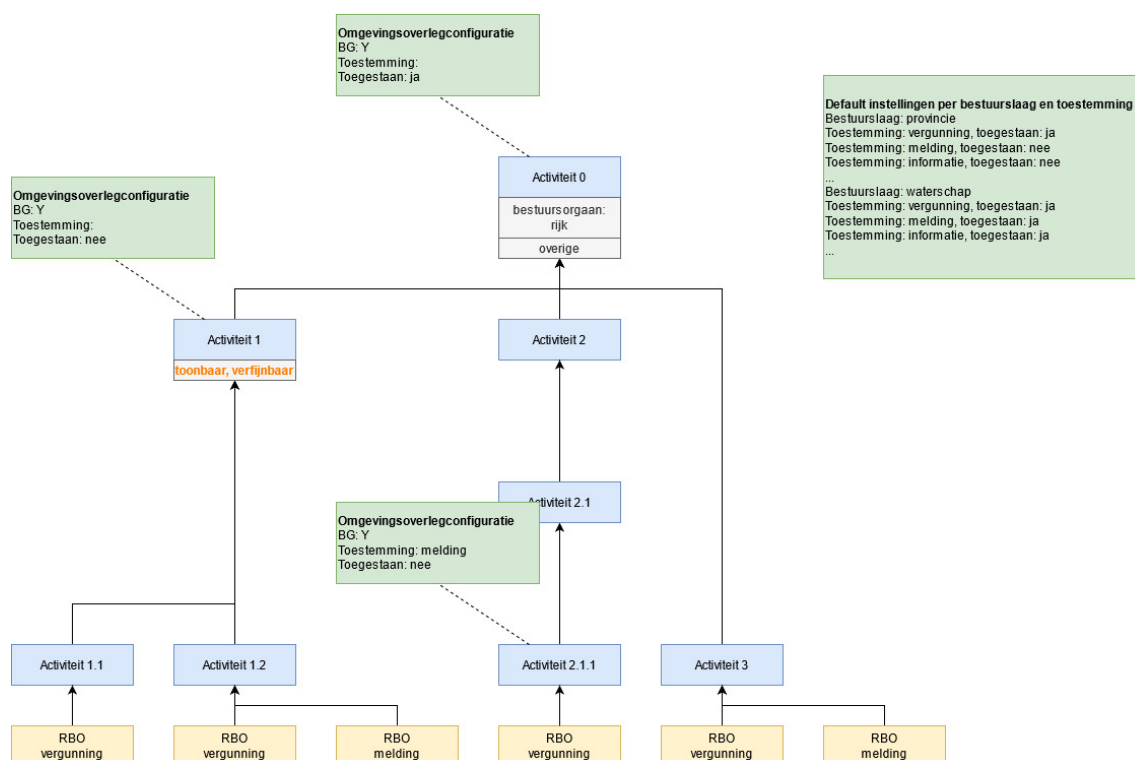 Omgevingsoverlegconfiguratie
BG: Y
Toestemming:
Toegestaan: ja
Default instellingen per bestuurslaag en toestemming
Bestuurslaag: provincie
Toestemming: vergunning, toegestaan: ja
Toestemming: melding, toegestaan: nee
Toestemming: informatie, toegestaan: nee
...
Bestuurslaag: waterschap
Toestemming: vergunning, toegestaan: ja
Toestemming: melding, toegestaan: ja
Toestemming: informatie, toegestaan: ja
...
Activiteit 0
bestuursorgaan:
rijk
overige
Omgevingsoverlegconfiguratie
BG: Y
Toestemming:
Toegestaan: nee
Activiteit 1
toonbaar, verfijnbaar
Activiteit 2
Activiteit 2.1
Omgevingsoverlegconfiguratie
BG: Y
Toestemming: melding
Toegestaan: nee
Activiteit 1.1
Activiteit 1.2
Activiteit 2.1.1
Activiteit 3
RBO
vergunning
RBO
vergunning
RBO
melding
RBO
vergunning
RBO
vergunning
RBO
melding